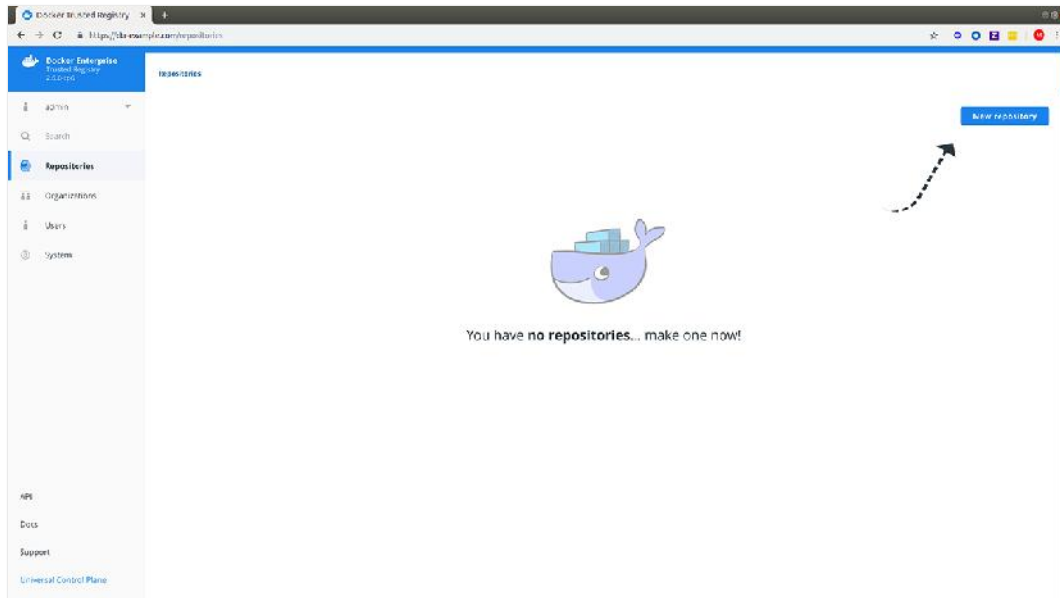 Docker Trusted Registry
/repositories
Docker Enterprise
Trusted Registry
Repositories
admin
New repository
Search
Repositories
Organizations
Users
System
You have no repositories... make one now!
API
Docs
Support
Universal Control Plane